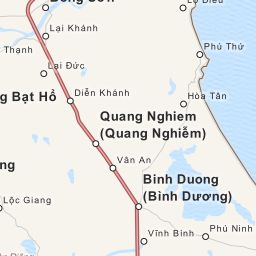 Lại Khánh
Thạnh
Phú Thứ
Lại Đức
Diễn Khánh
g Bạt Hồ
Hòa Tân
Quang Nghiem
(Quang Nghiễm)
Vân An
ng
Binh Duong
(Bình Dương)
Lộc Giang
Phú Ninh
Vĩnh Bình